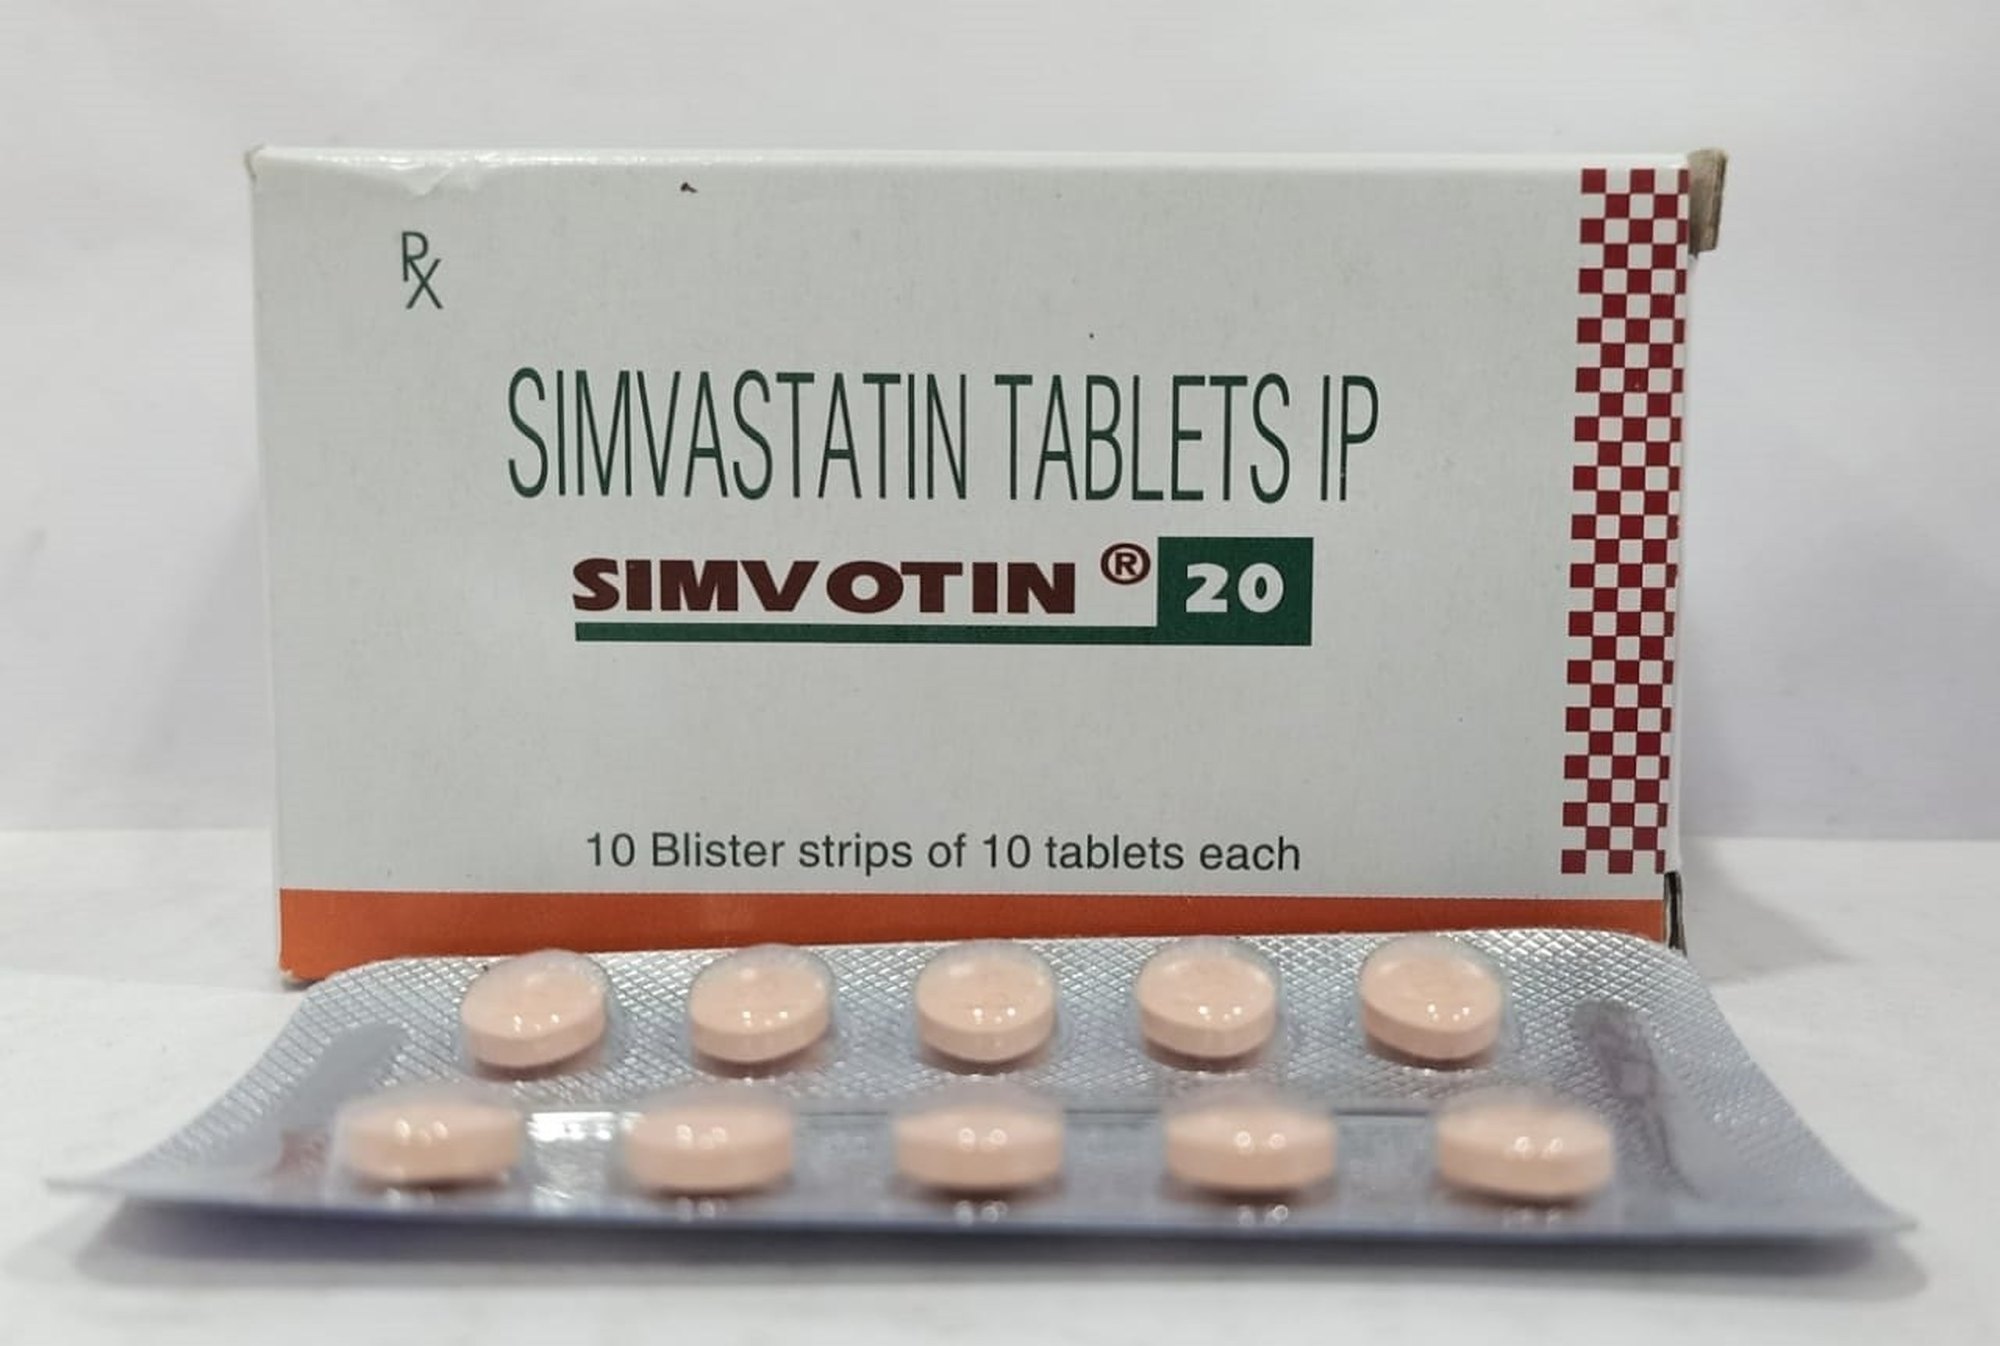 Rx
SIMVASTATIN TABLETS IP
SIMVOTIN ® 20
10 Blister strips of 10 tablets each